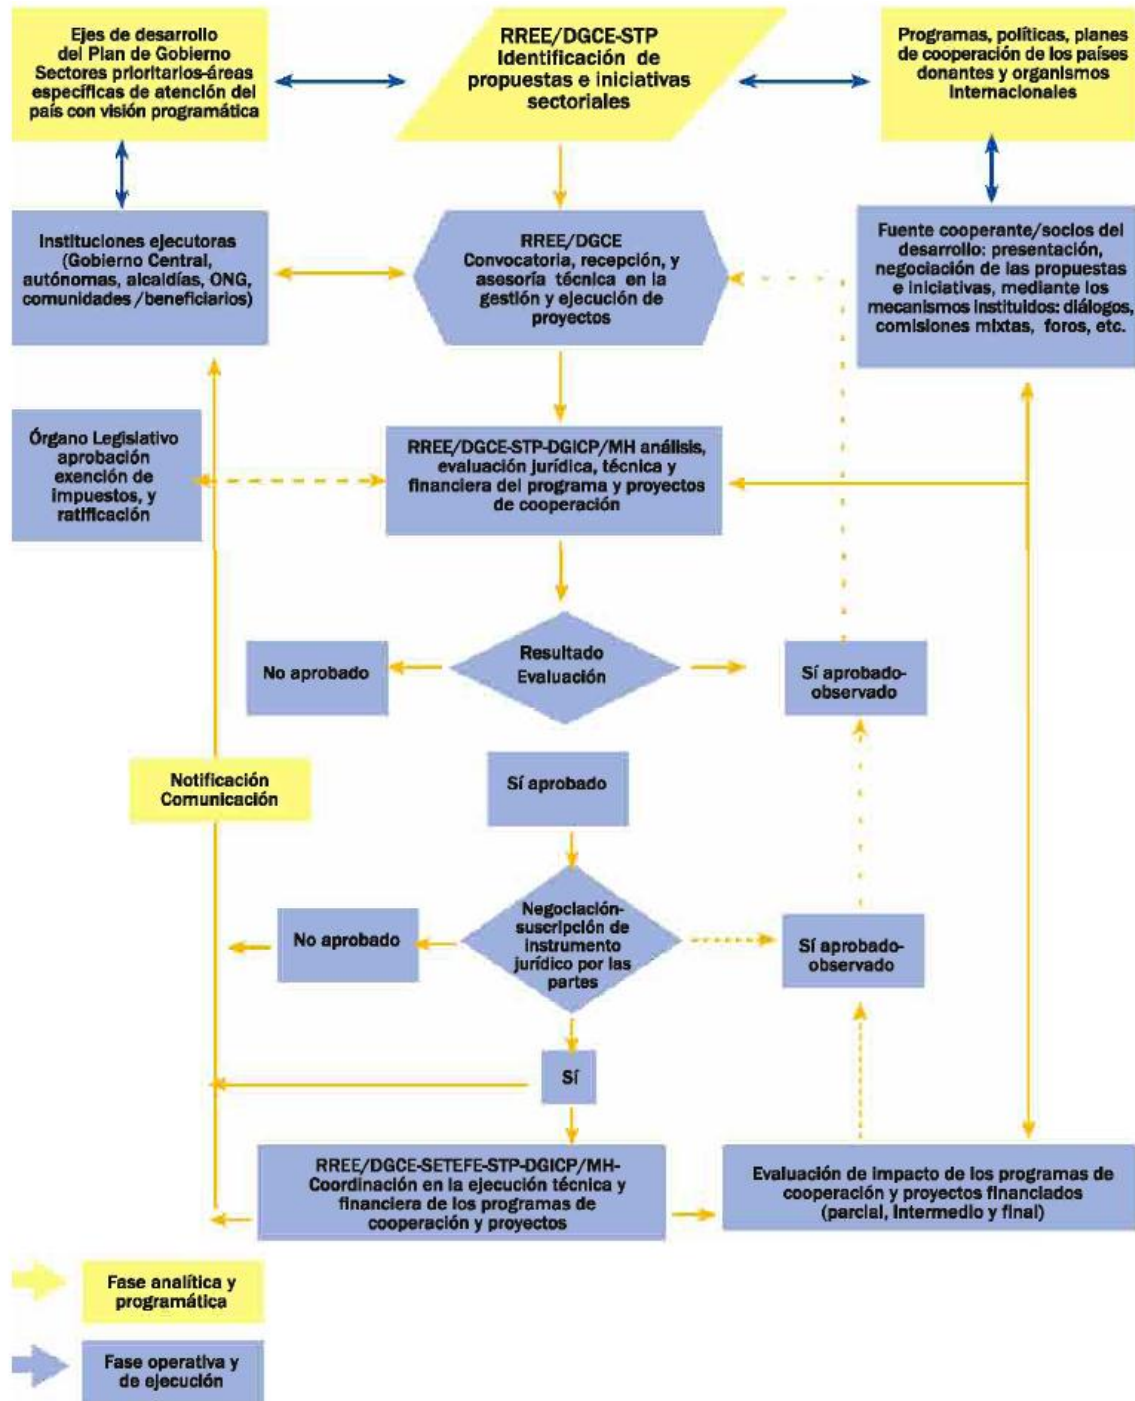 Ejes de desarrollo
del Plan de Gobierno
Sectores prioritarios-áreas
específicas de atención del
país con visión programática
RREE/DGCE-STP
Identificación de
propuestas e iniciativas
sectoriales
Programas, políticas, planes
de cooperación de los países
donantes y organismos
Internacionales
Instituciones ejecutoras
(Gobierno Central,
autónomas, alcaldías, ONG,
comunidades/beneficiarios)
RREE/DGCE
Convocatoria, recepción, y
asesoría técnica en la
gestión y ejecución de
proyectos
Fuente cooperante/socios del
desarrollo: presentación,
negociación de las propuestas
e iniciativas, mediante los
mecanismos instituidos: diálogos,
comisiones mixtas, foros, etc.
Órgano Legislativo
aprobación
exención de
impuestos, y
ratificación
RREE/DGCE-STP-DGICP/MH análisis,
evaluación jurídica, técnica y
financiera del programa y proyectos
de cooperación
No aprobado
Resultado
Evaluación
Sí aprobado-
observado
Notificación
Comunicación
Sí aprobado
No aprobado
Negociación-
suscripción de
instrumento
jurídico por las
partes
Sí aprobado-
observado
Sí
RREE/DGCE-SETEFE-STP-DGICP/MH-
Coordinación en la ejecución técnica y
financiera de los programas de
cooperación y proyectos
Evaluación de impacto de los programas de
cooperación y proyectos financiados
(parcial, Intermedio y final)
Fase analítica y
programática
Fase operativa y
de ejecución